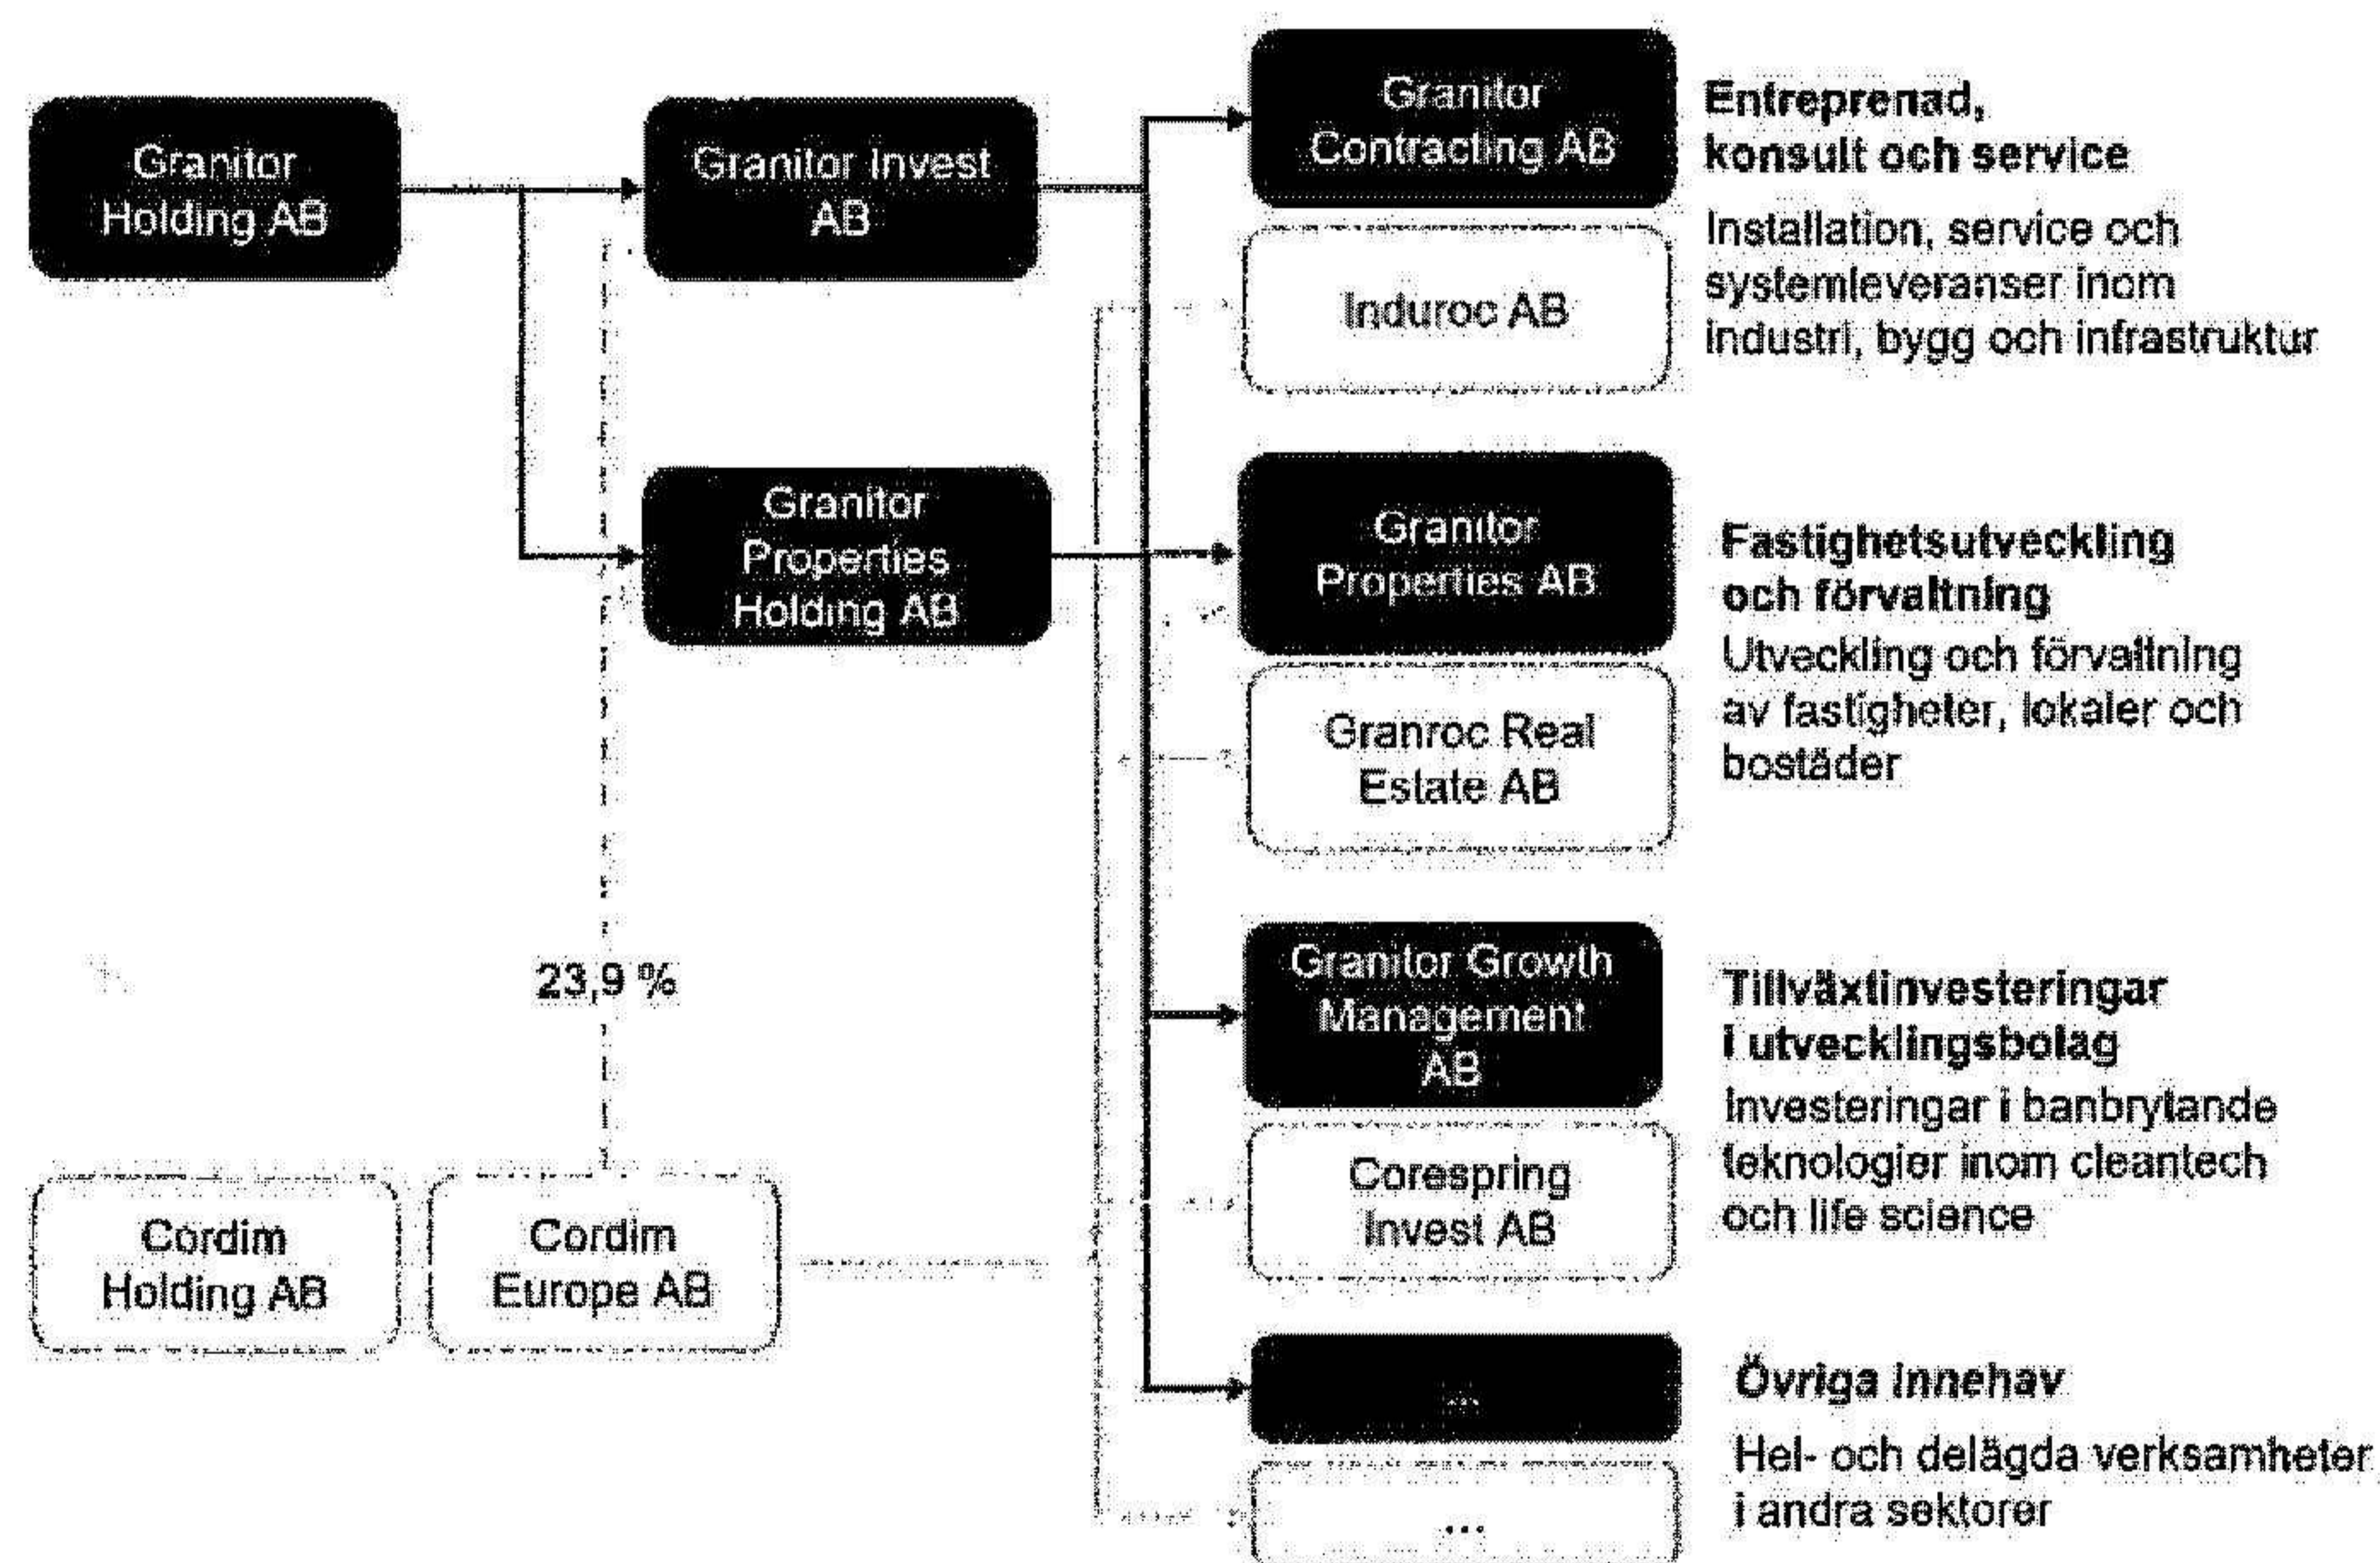 Granitor
Holding AB
Granitor Invest
AB
Granitor
Properties
Holding AB
23,9 %
Cordim
Holding AB
Cordim
Europe AB
Granitor
Contracting AB
Induroc AB
Entreprenad,
konsult och service
Installation, service och
systemleveranser inom
industri, bygg och infrastruktur
Granitor
Properties AB
Granroc Real
Estate AB
Fastighetsutveckling
och förvaltning
Utveckling och förvaltning
av fastigheter, lokaler och
bostäder
Granitor Growth
Management
AB
Corespring
Invest AB
Tillväxtinvesteringar
i utvecklingsbolag
Investeringar i banbrytande
teknologier inom cleantech
och life science
...
...
Övriga innehav
Hel- och delägda verksamheter
i andra sektorer